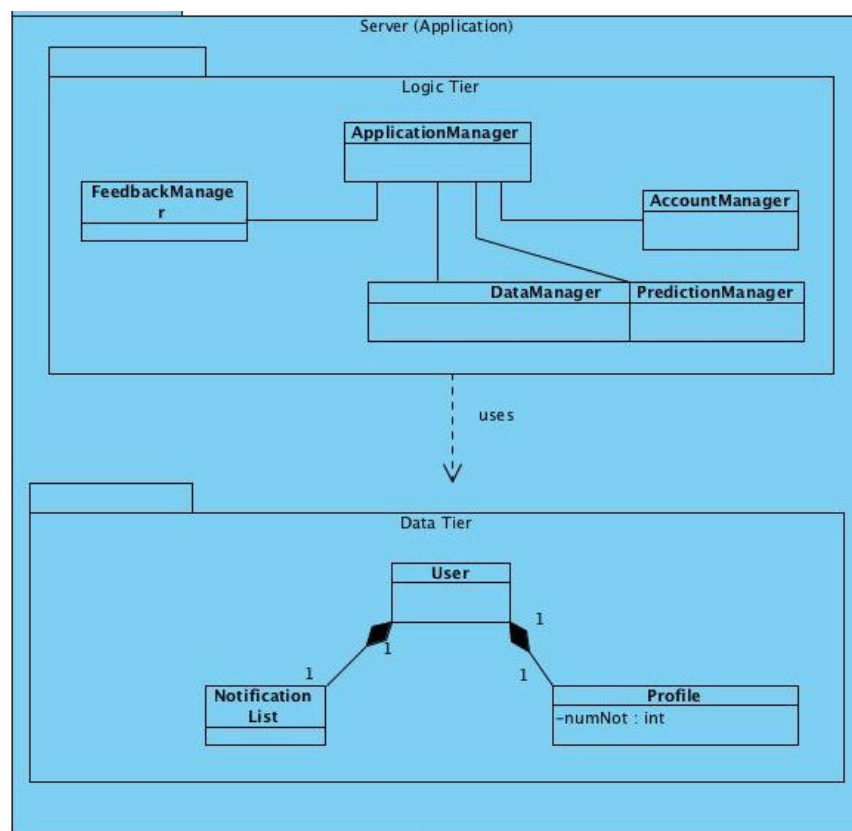 Server (Application)
Logic Tier
ApplicationManager
FeedbackManage
r
AccountManager
DataManager
PredictionManager
uses
Data Tier
User
1
1
1
1
Notification
List
Profile
-numNot : int